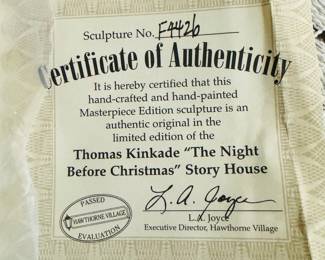 Sculpture No. F4426
Certificate of Authenticity
It is hereby certified that this
hand-crafted and hand-painted
Masterpiece Edition sculpture is an
authentic original in the
limited edition of the
Thomas Kinkade “The Night
Before Christmas” Story House
L. A. Joyce
L.A. Joyce
Executive Director, Hawthorne Village
PASSED
HAWTHORNE VILLAGE
EVALUATION